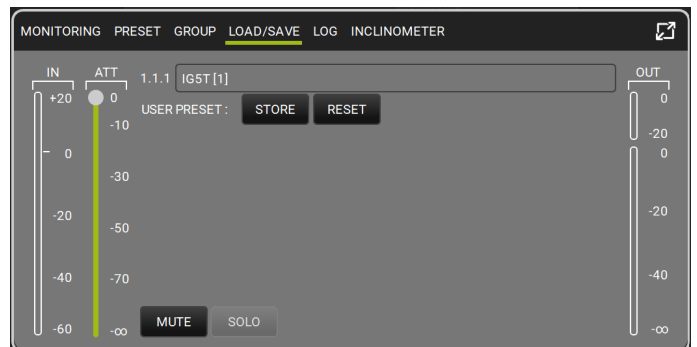 MONITORING PRESET GROUP LOAD/SAVE LOG INCLINOMETER
IN ATT OUT
1.1.1 IG5T [1]
+20 0 0
USER PRESET : STORE RESET
-10
-20
0 0
-30
-20 -20
-50
-40 -70 -40
MUTE SOLO
-60 -∞ -∞